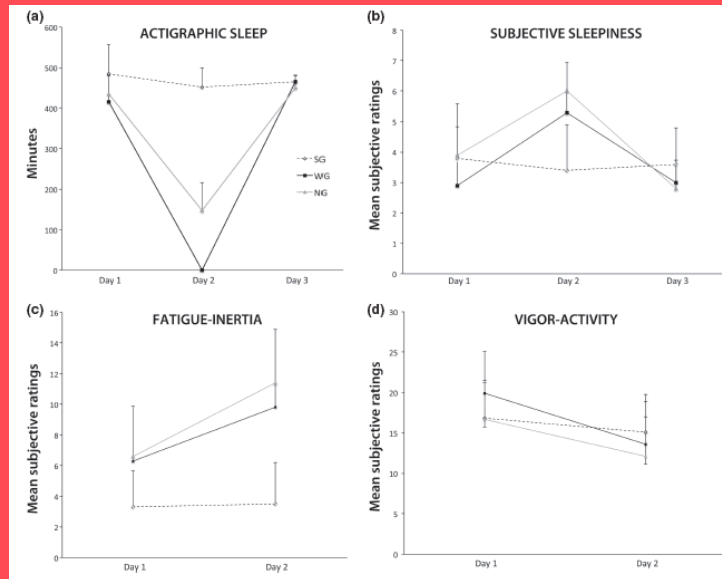 (a)
ACTIGRAPHIC SLEEP
Minutes
600
500
400
300
200
100
0
Day 1
Day 2
Day 3
SG
WG
NG
(b)
SUBJECTIVE SLEEPINESS
Mean subjective ratings
8
7
6
5
4
3
2
1
0
Day 1
Day 2
Day 3
(c)
FATIGUE-INERTIA
Mean subjective ratings
16
14
12
10
8
6
4
2
0
Day 1
Day 2
(d)
VIGOR-ACTIVITY
Mean subjective ratings
30
25
20
15
10
5
0
Day 1
Day 2